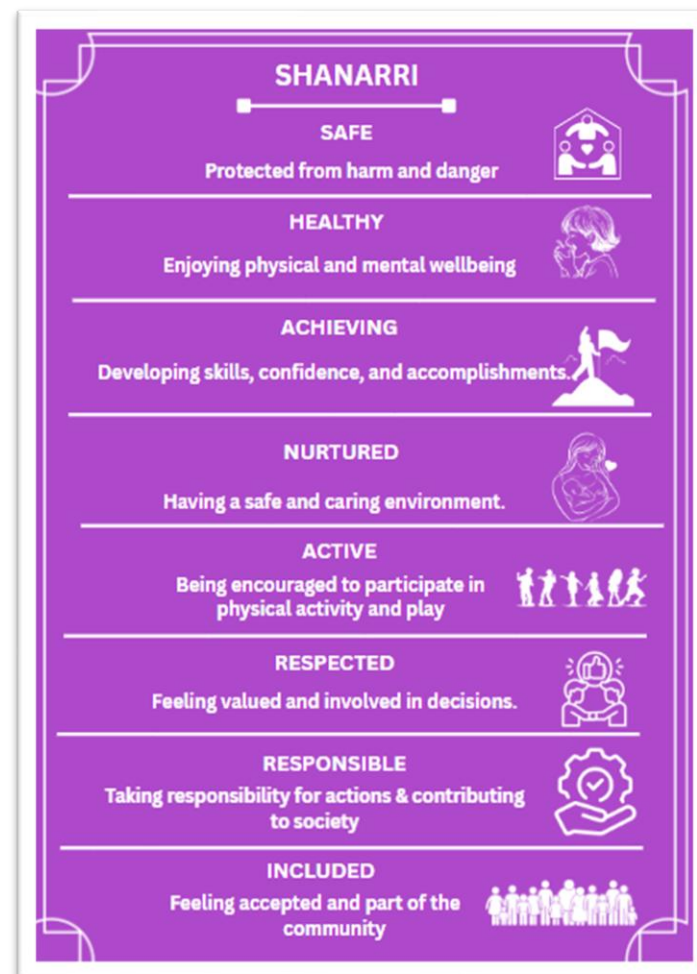 SHANARRI
SAFE
Protected from harm and danger
HEALTHY
Enjoying physical and mental wellbeing
ACHIEVING
Developing skills, confidence, and accomplishments.
NURTURED
Having a safe and caring environment.
ACTIVE
Being encouraged to participate in
physical activity and play
RESPECTED
Feeling valued and involved in decisions.
RESPONSIBLE
Taking responsibility for actions & contributing
to society
INCLUDED
Feeling accepted and part of the
community